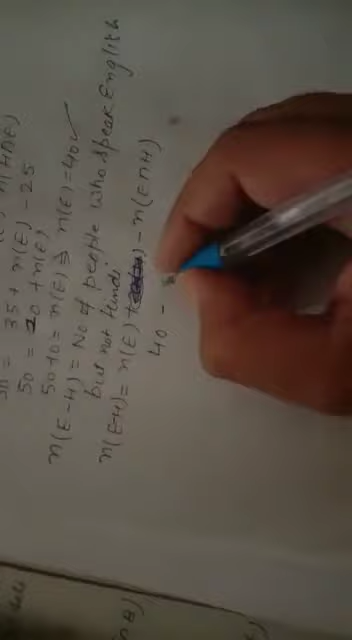 n(H∩E)
50 = 35 + n(E) - 25
50 = 10 + n(E)
50-10 = n(E) ⇒ n(E) = 40 ✓
n(E-H) = No of people who speak English
but not Hindi
n(E-H) = n(E) - n(E∩H)
40 -